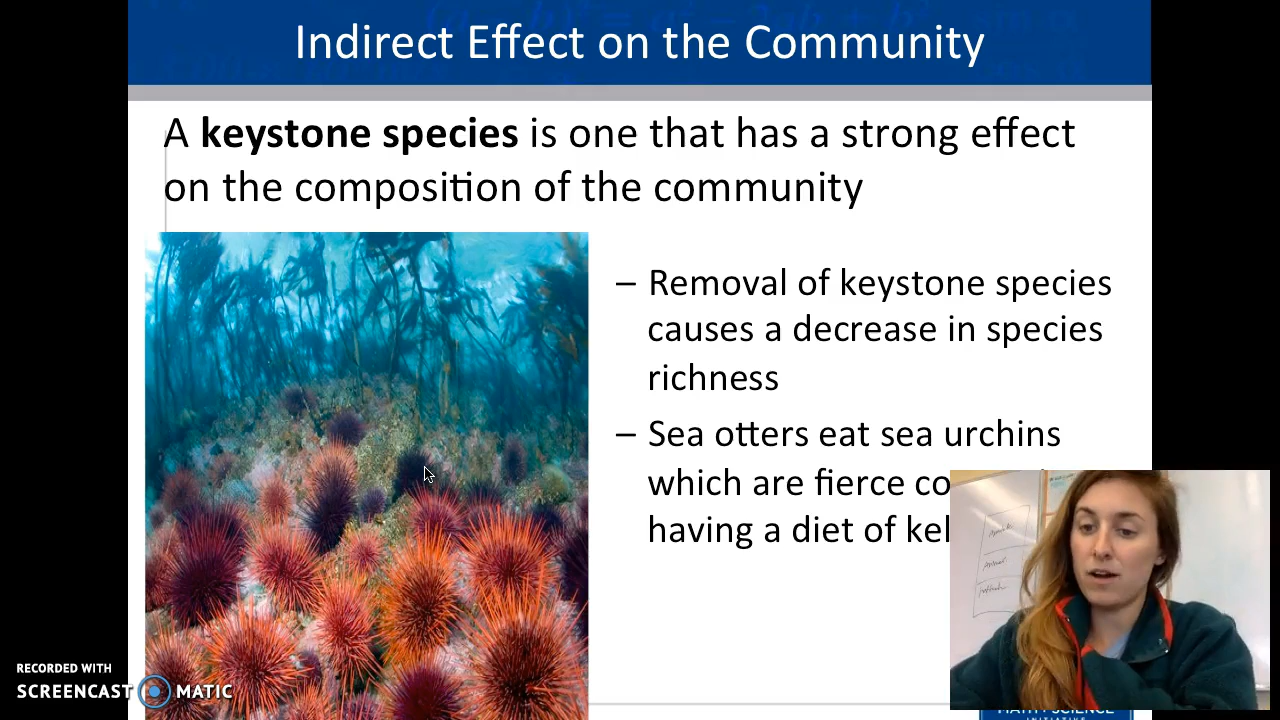 Indirect Effect on the Community
A keystone species is one that has a strong effect
on the composition of the community
– Removal of keystone species
causes a decrease in species
richness
– Sea otters eat sea urchins
which are fierce co
having a diet of kel
RECORDED WITH
SCREENCAST MATIC
INITIATIVE